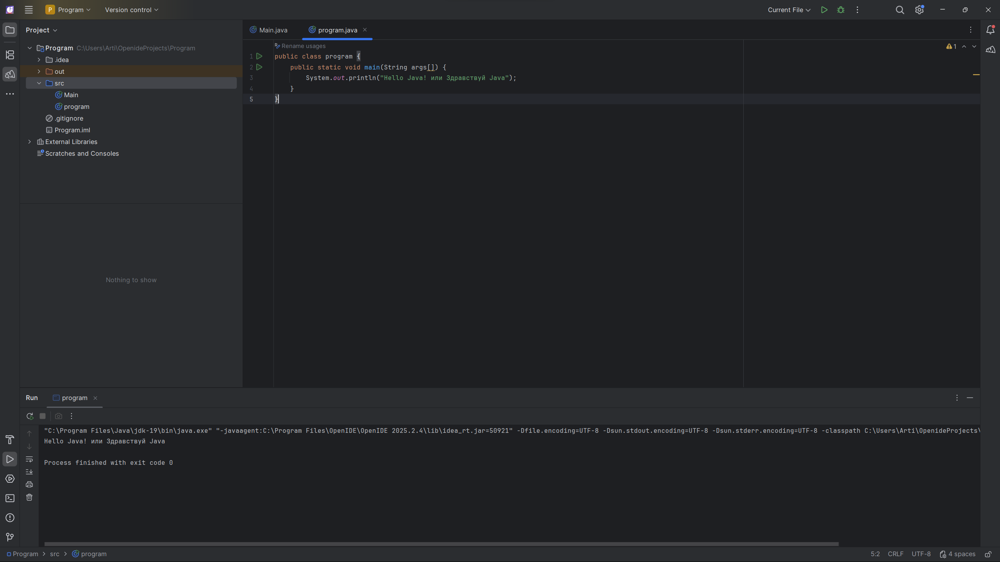 P Program Version control Current File
Project
Program C:\Users\Arti\OpenideProjects\Program
.idea
out
src
Main
program
.gitignore
Program.iml
External Libraries
Scratches and Consoles
Nothing to show
Main.java program.java
Rename usages
1 public class program {
2 public static void main(String args[]) {
3 System.out.println("Hello Java! или Здравствуй Java");
4 }
5 }
1
Run program
"C:\Program Files\Java\jdk-19\bin\java.exe" "-javaagent:C:\Program Files\OpenIDE\OpenIDE 2025.2.4\lib\idea_rt.jar=50921" -Dfile.encoding=UTF-8 -Dsun.stdout.encoding=UTF-8 -Dsun.stderr.encoding=UTF-8 -classpath C:\Users\Arti\OpenideProjects\
Hello Java! или Здравствуй Java
Process finished with exit code 0
Program src program 5:2 CRLF UTF-8 4 spaces